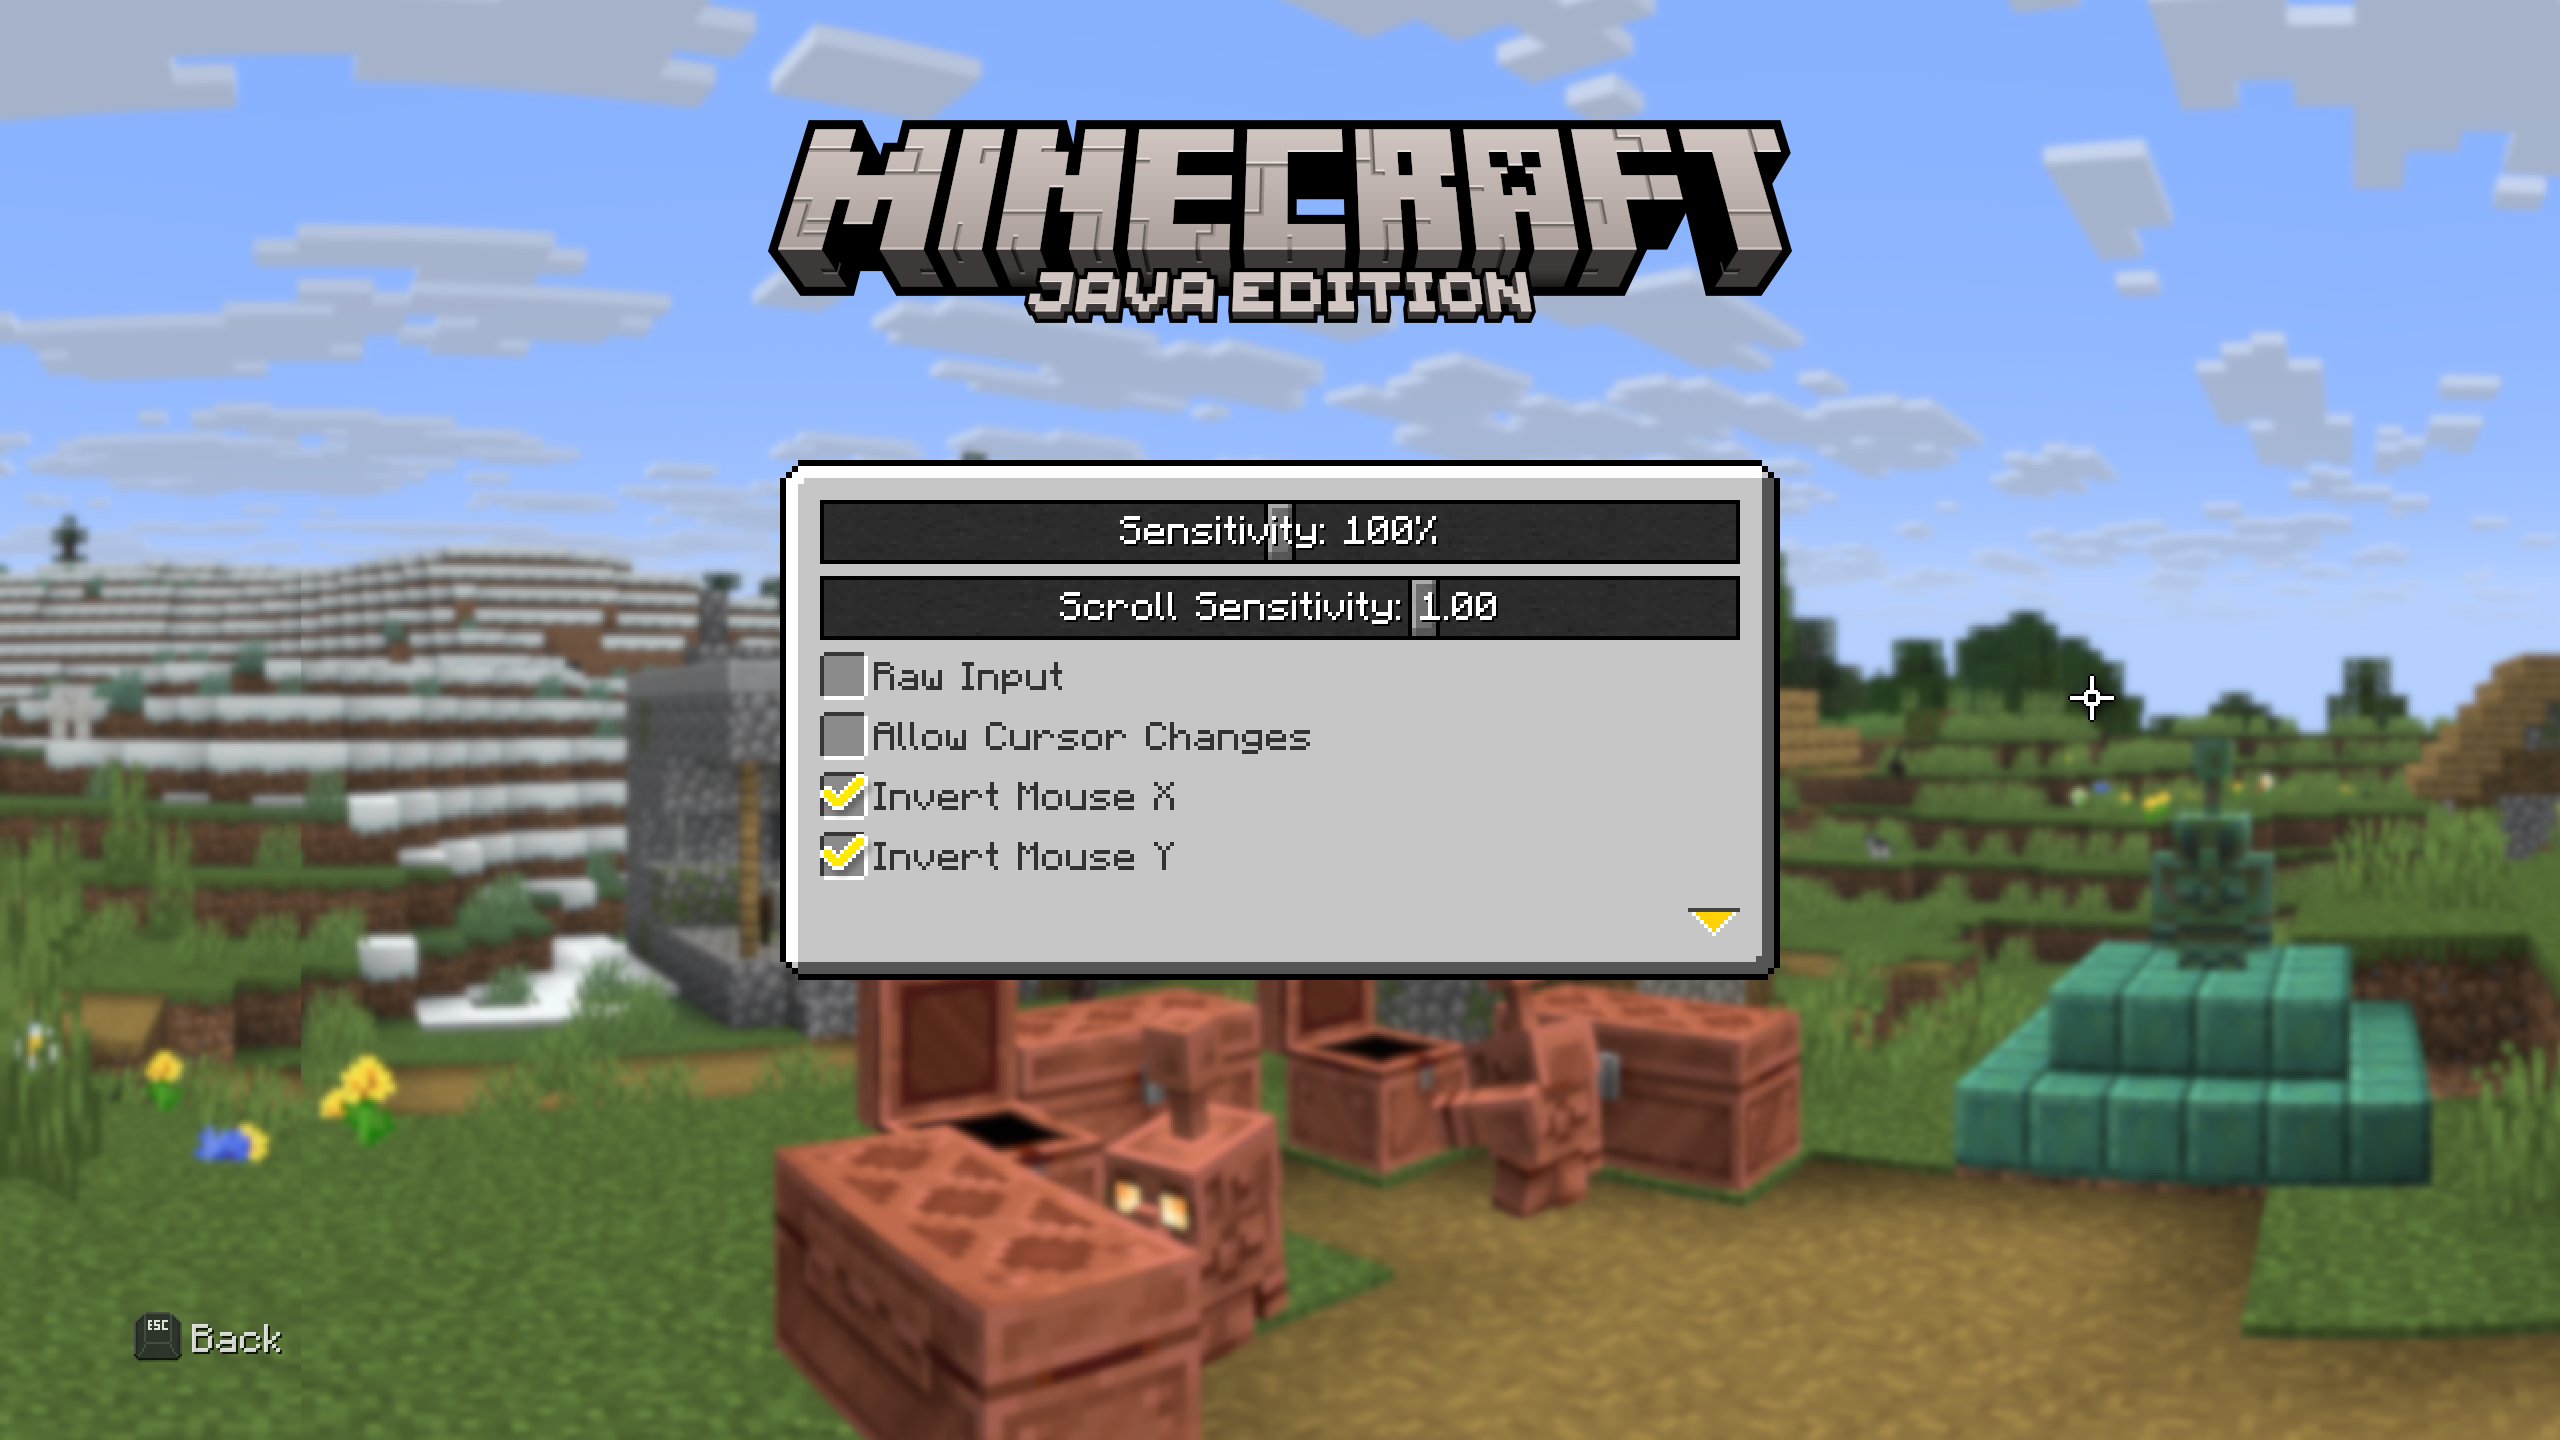 MINECRAFT
JAVA EDITION
Sensitivity: 100%
Scroll Sensitivity: 1.00
Raw Input
Allow Cursor Changes
Invert Mouse X
Invert Mouse Y
ESC Back